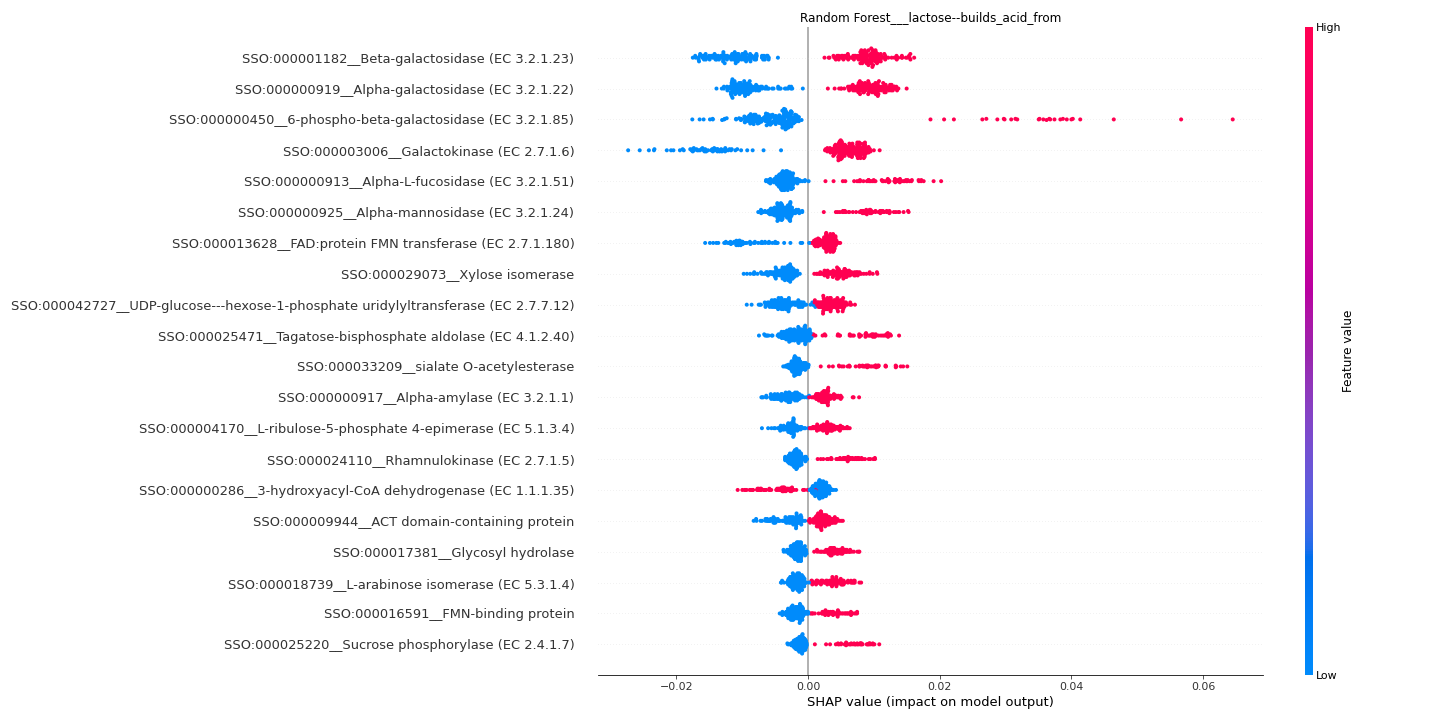 Random Forest___lactose--builds_acid_from
High
SSO:000001182__Beta-galactosidase (EC 3.2.1.23)
SSO:000000919__Alpha-galactosidase (EC 3.2.1.22)
SSO:000000450__6-phospho-beta-galactosidase (EC 3.2.1.85)
SSO:000003006__Galactokinase (EC 2.7.1.6)
SSO:000000913__Alpha-L-fucosidase (EC 3.2.1.51)
SSO:000000925__Alpha-mannosidase (EC 3.2.1.24)
SSO:000013628__FAD:protein FMN transferase (EC 2.7.1.180)
SSO:000029073__Xylose isomerase
SSO:000042727__UDP-glucose---hexose-1-phosphate uridylyltransferase (EC 2.7.7.12)
SSO:000025471__Tagatose-bisphosphate aldolase (EC 4.1.2.40)
SSO:000033209__sialate O-acetylesterase
SSO:000000917__Alpha-amylase (EC 3.2.1.1)
SSO:000004170__L-ribulose-5-phosphate 4-epimerase (EC 5.1.3.4)
SSO:000024110__Rhamnulokinase (EC 2.7.1.5)
SSO:000000286__3-hydroxyacyl-CoA dehydrogenase (EC 1.1.1.35)
SSO:000009944__ACT domain-containing protein
SSO:000017381__Glycosyl hydrolase
SSO:000018739__L-arabinose isomerase (EC 5.3.1.4)
SSO:000016591__FMN-binding protein
SSO:000025220__Sucrose phosphorylase (EC 2.4.1.7)
Feature value
Low
−0.02 0.00 0.02 0.04 0.06
SHAP value (impact on model output)